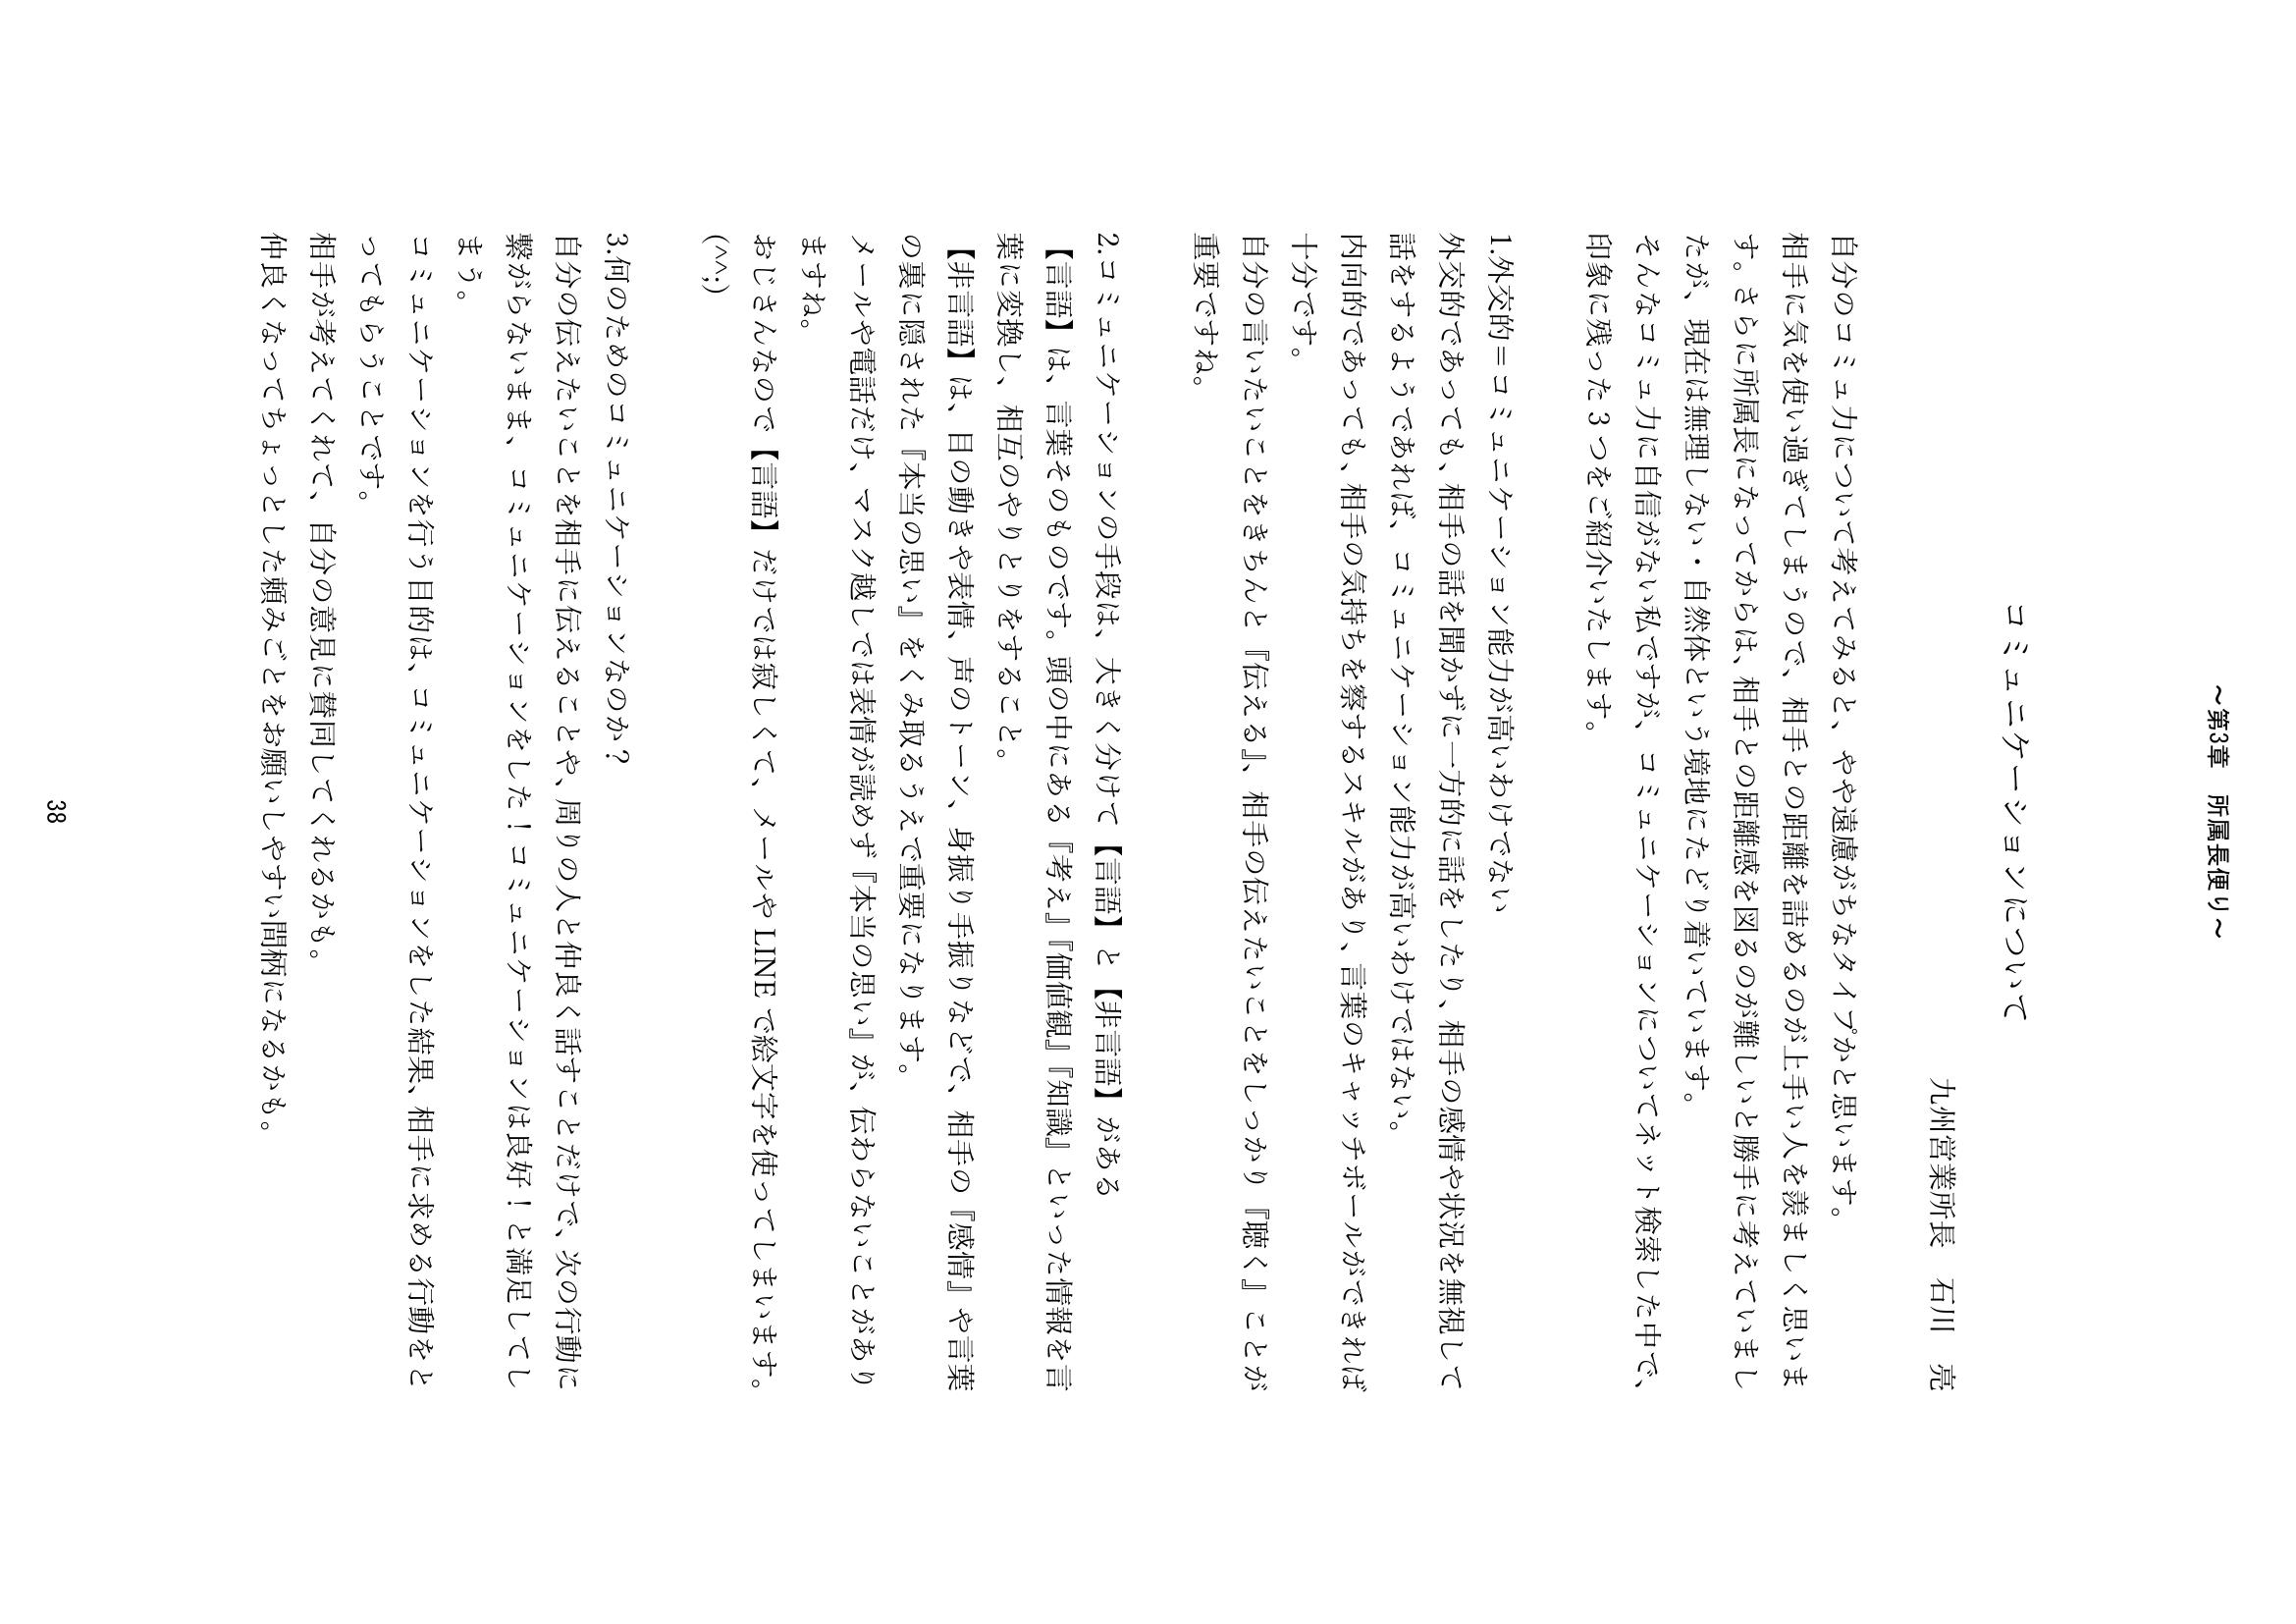 ～第3章　所属長便り～
コミュニケーションについて
九州営業所長　石川　亮
自分のコミュ力について考えてみると、やや遠慮がちなタイプかと思います。
相手に気を使い過ぎてしまうので、相手との距離を詰めるのが上手い人を羨ましく思いま
す。さらに所属長になってからは、相手との距離感を図るのが難しいと勝手に考えていまし
たが、現在は無理しない・自然体という境地にたどり着いています。
そんなコミュ力に自信がない私ですが、コミュニケーションについてネット検索した中で、
印象に残った３つをご紹介いたします。
1.外交的＝コミュニケーション能力が高いわけでない
外交的であっても、相手の話を聞かずに一方的に話をしたり、相手の感情や状況を無視して
話をするようであれば、コミュニケーション能力が高いわけではない。
内向的であっても、相手の気持ちを察するスキルがあり、言葉のキャッチボールができれば
十分です。
自分の言いたいことをきちんと『伝える』、相手の伝えたいことをしっかり『聴く』ことが
重要ですね。
2.コミュニケーションの手段は、大きく分けて【言語】と【非言語】がある
【言語】は、言葉そのものです。頭の中にある『考え』『価値観』『知識』といった情報を言
葉に変換し、相互のやりとりをすること。
【非言語】は、目の動きや表情、声のトーン、身振り手振りなどで、相手の『感情』や言葉
の裏に隠された『本当の思い』をくみ取るうえで重要になります。
メールや電話だけ、マスク越しでは表情が読めず『本当の思い』が、伝わらないことがあり
ますね。
おじさんなので【言語】だけでは寂しくて、メールや LINE で絵文字を使ってしまいます。
(^^;)
3.何のためのコミュニケーションなのか？
自分の伝えたいことを相手に伝えることや、周りの人と仲良く話すことだけで、次の行動に
繋がらないまま、コミュニケーションをした！コミュニケーションは良好！と満足してし
まう。
コミュニケーションを行う目的は、コミュニケーションをした結果、相手に求める行動をと
ってもらうことです。
相手が考えてくれて、自分の意見に賛同してくれるかも。
仲良くなってちょっとした頼みごとをお願いしやすい間柄になるかも。
38